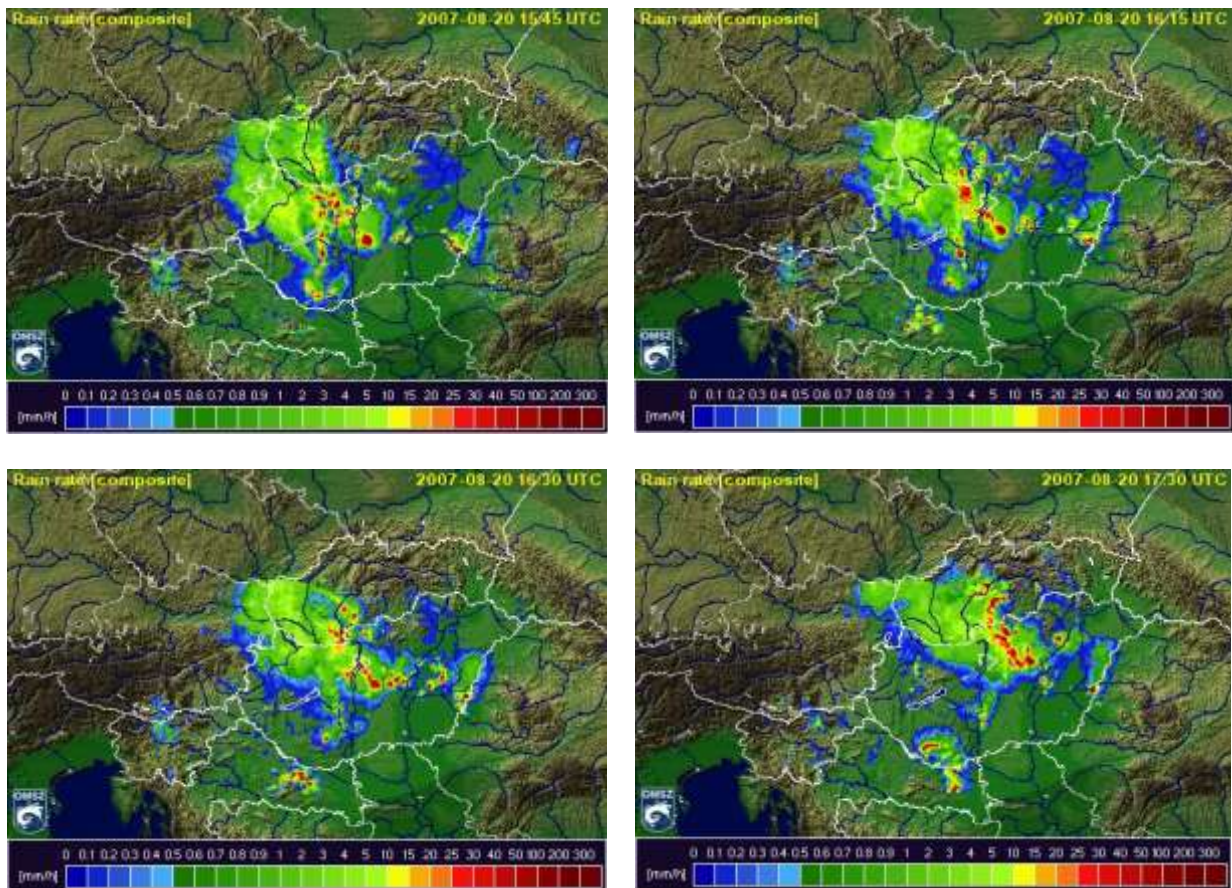 Rain rate [composite] 2007-08-20 15:45 UTC
OMSZ
0 0.1 0.2 0.3 0.4 0.5 0.6 0.7 0.8 0.9 1 2 3 4 5 10 15 20 25 30 40 50 100 200 300
[mm/h]
Rain rate [composite] 2007-08-20 16:15 UTC
OMSZ
0 0.1 0.2 0.3 0.4 0.5 0.6 0.7 0.8 0.9 1 2 3 4 5 10 15 20 25 30 40 50 100 200 300
[mm/h]
Rain rate [composite] 2007-08-20 16:30 UTC
OMSZ
0 0.1 0.2 0.3 0.4 0.5 0.6 0.7 0.8 0.9 1 2 3 4 5 10 15 20 25 30 40 50 100 200 300
[mm/h]
Rain rate [composite] 2007-08-20 17:30 UTC
OMSZ
0 0.1 0.2 0.3 0.4 0.5 0.6 0.7 0.8 0.9 1 2 3 4 5 10 15 20 25 30 40 50 100 200 300
[mm/h]